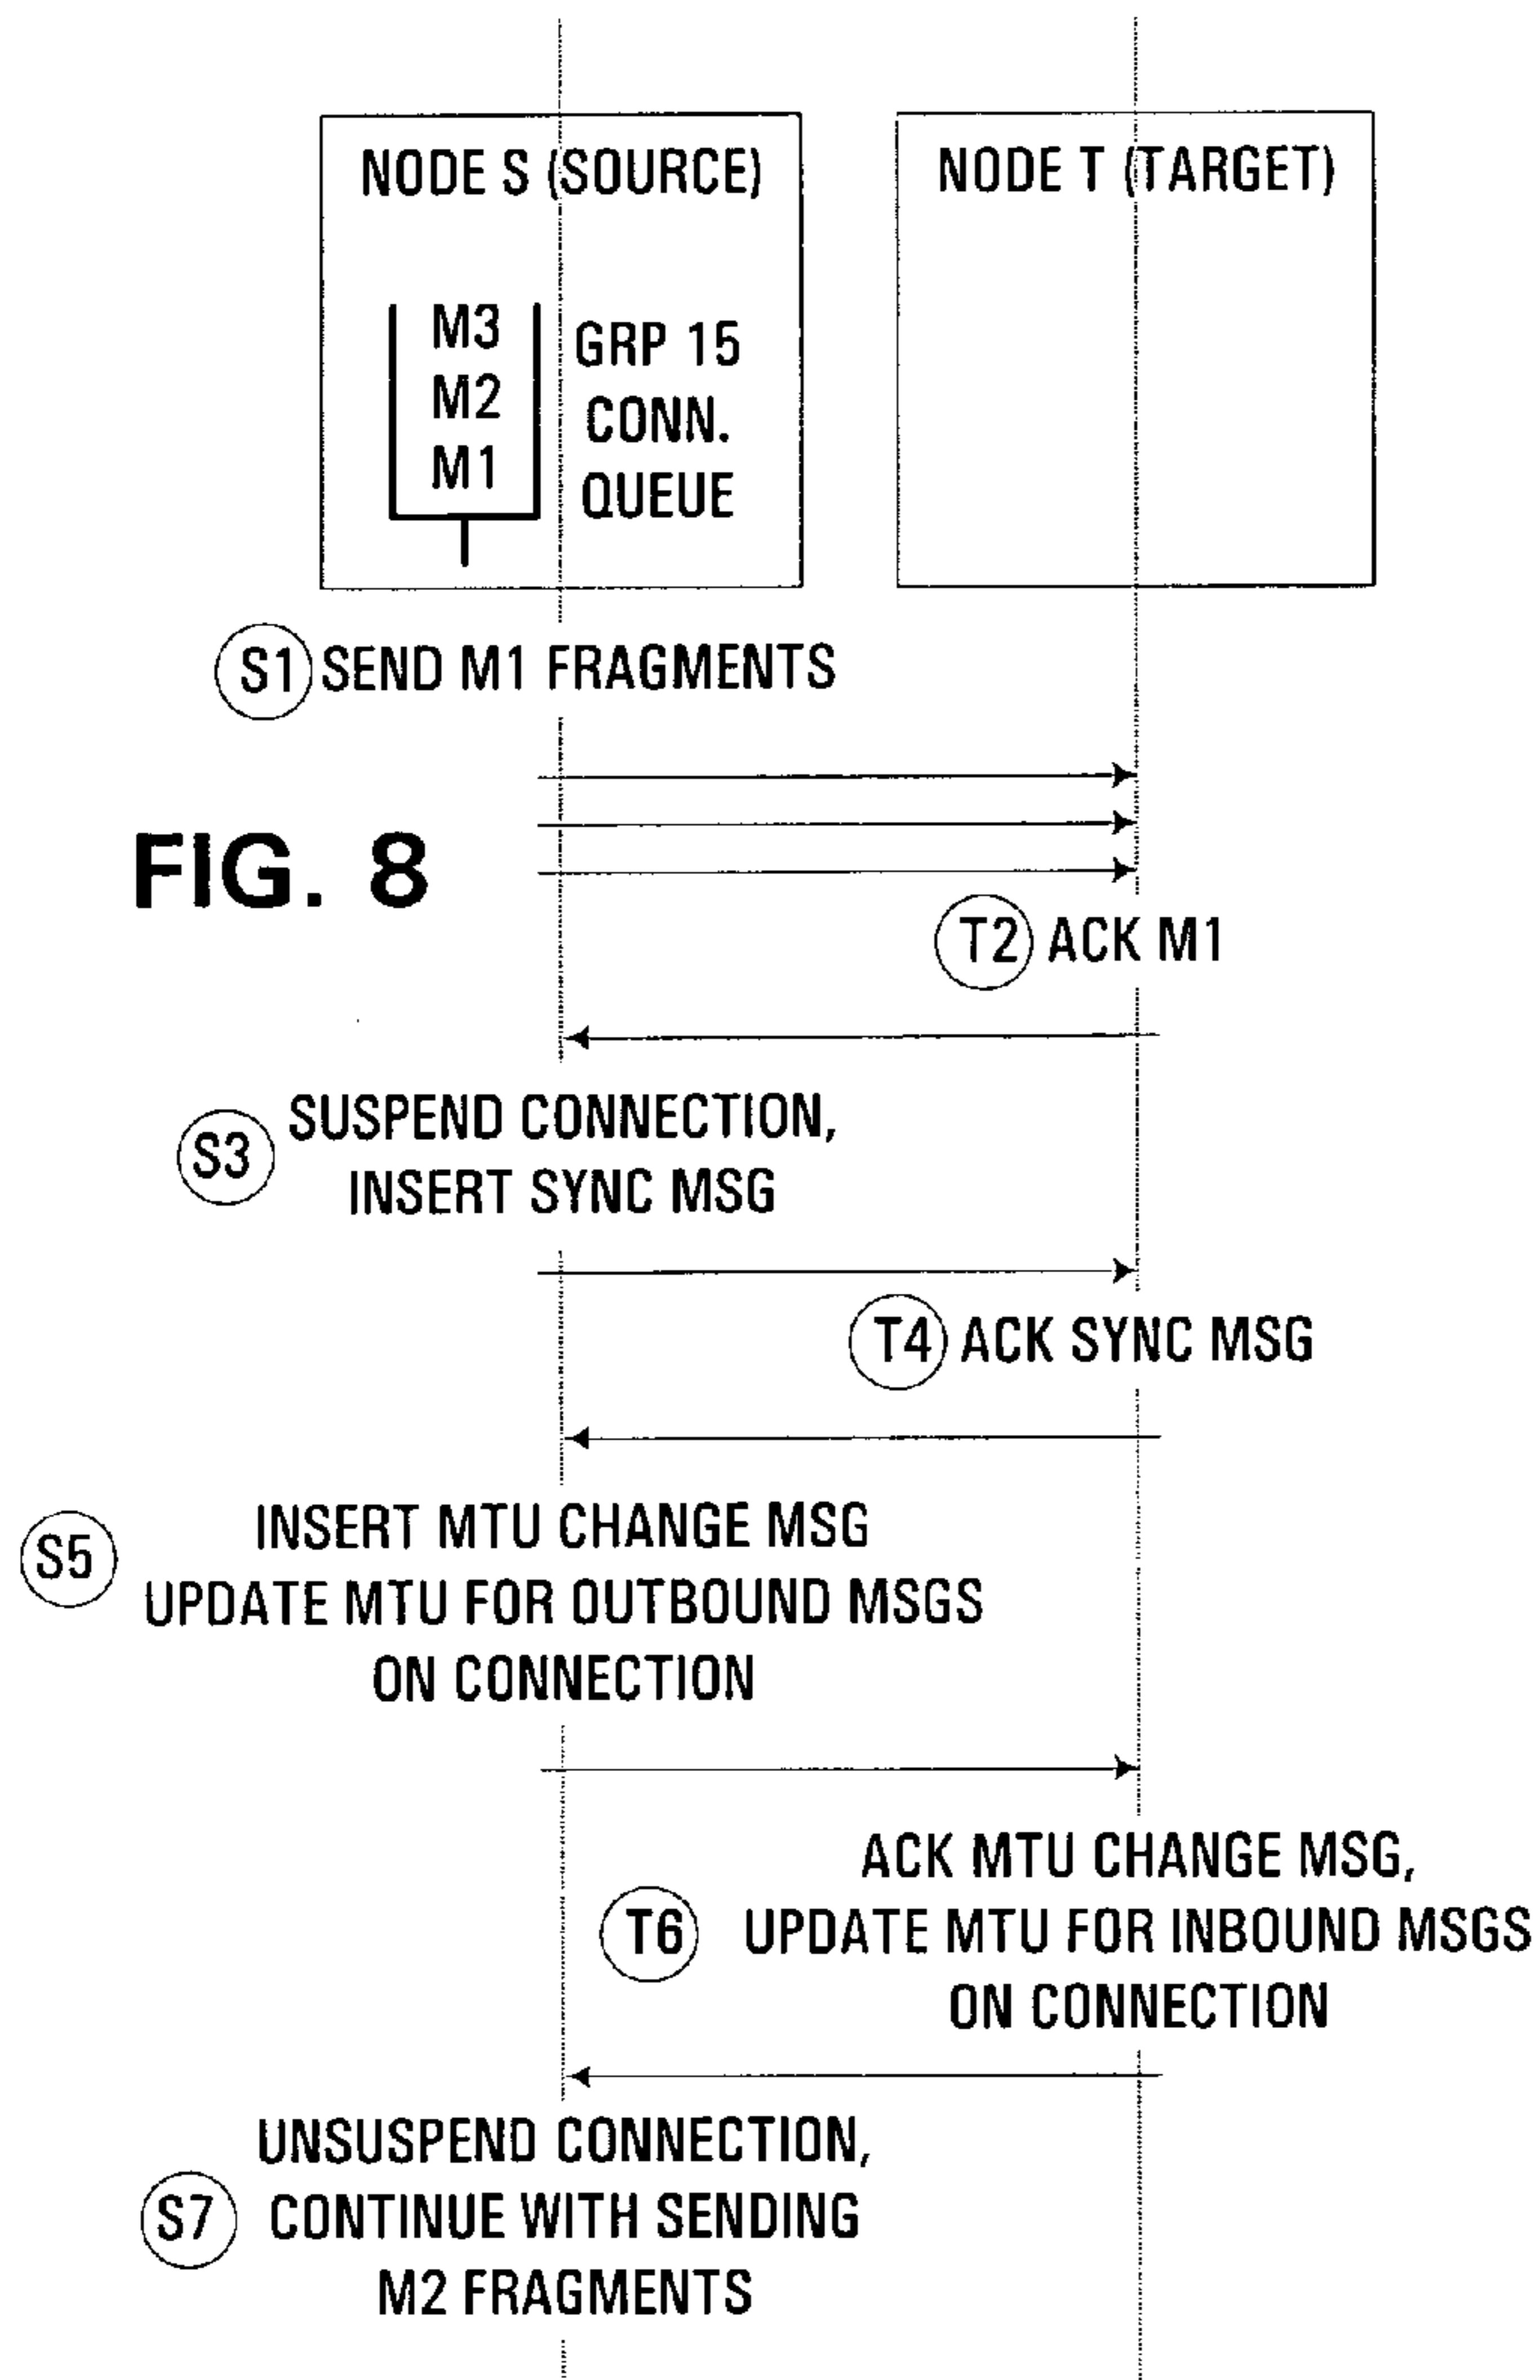 NODE S (SOURCE)
NODE T (TARGET)
M3
M2
M1
GRP 15
CONN.
QUEUE
S1 SEND M1 FRAGMENTS
FIG. 8
T2 ACK M1
S3
SUSPEND CONNECTION,
INSERT SYNC MSG
T4 ACK SYNC MSG
S5
INSERT MTU CHANGE MSG
UPDATE MTU FOR OUTBOUND MSGS
ON CONNECTION
T6
ACK MTU CHANGE MSG,
UPDATE MTU FOR INBOUND MSGS
ON CONNECTION
S7
UNSUSPEND CONNECTION,
CONTINUE WITH SENDING
M2 FRAGMENTS